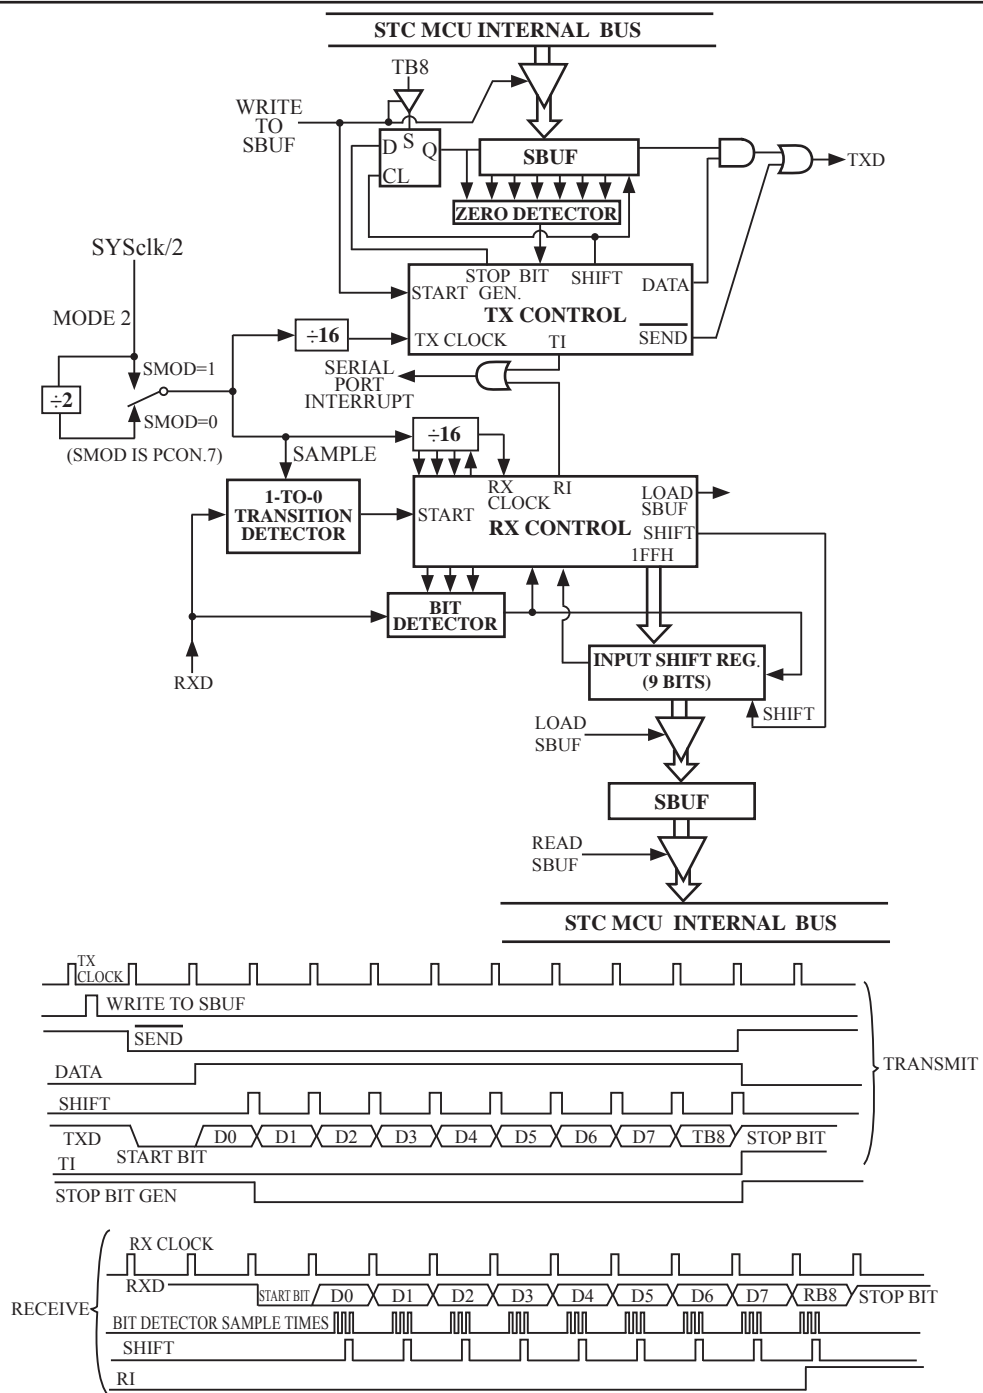 STC MCU INTERNAL BUS
TB8
WRITE
TO
SBUF
D S Q
CL
SBUF
TXD
ZERO DETECTOR
SYSclk/2
STOP BIT
GEN.
SHIFT
DATA
START
TX CONTROL
MODE 2
÷16
TX CLOCK
TI
SEND
SMOD=1
SERIAL
PORT
INTERRUPT
÷2
SMOD=0
(SMOD IS PCON.7)
÷16
SAMPLE
1-TO-0
TRANSITION
DETECTOR
RX
CLOCK
RI
LOAD
SBUF
START
RX CONTROL
SHIFT
1FFH
BIT
DETECTOR
RXD
INPUT SHIFT REG.
(9 BITS)
SHIFT
LOAD
SBUF
SBUF
READ
SBUF
STC MCU INTERNAL BUS
TX
CLOCK
WRITE TO SBUF
SEND
DATA
TRANSMIT
SHIFT
TXD D0 D1 D2 D3 D4 D5 D6 D7 TB8 STOP BIT
START BIT
TI
STOP BIT GEN
RX CLOCK
RXD START BIT D0 D1 D2 D3 D4 D5 D6 D7 RB8 STOP BIT
RECEIVE
BIT DETECTOR SAMPLE TIMES
SHIFT
RI